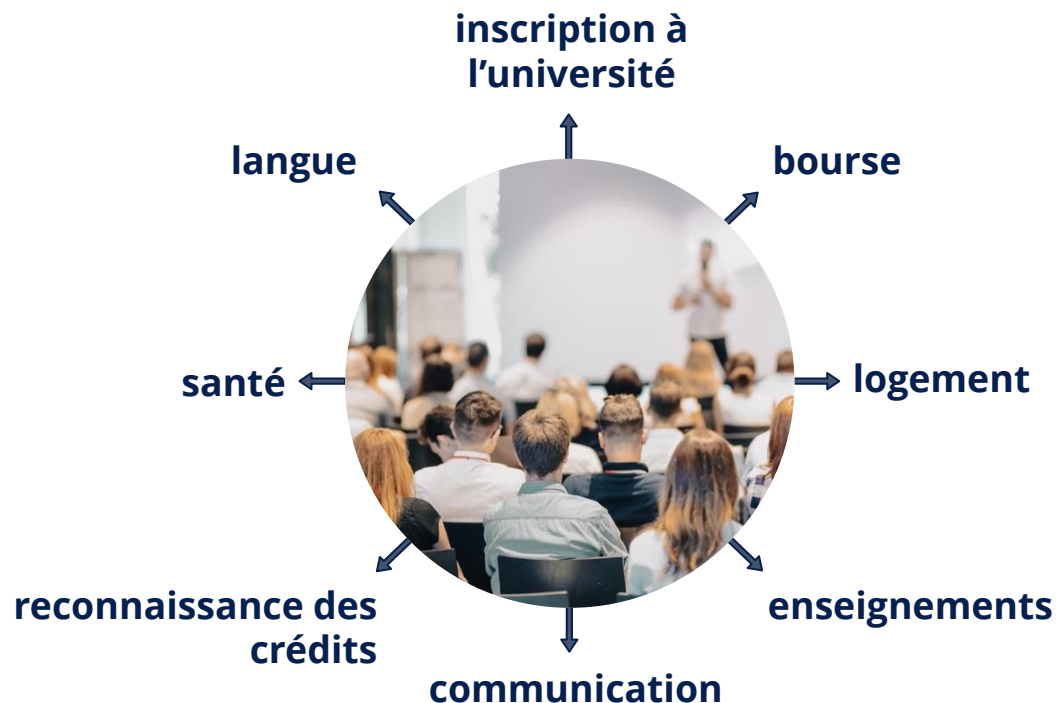 inscription à
l’université
langue
bourse
santé
logement
reconnaissance des
crédits
enseignements
communication